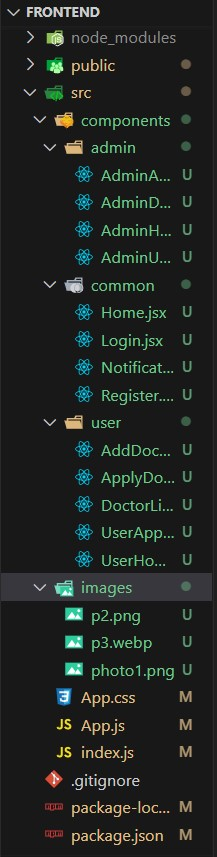 FRONTEND
node_modules
public
src
components
admin
AdminA... U
AdminD... U
AdminH... U
AdminU... U
common
Home.jsx U
Login.jsx U
Notificat... U
Register.... U
user
AddDoc... U
ApplyDo... U
DoctorLi... U
UserApp... U
UserHo... U
images
p2.png U
p3.webp U
photo1.png U
App.css M
JS App.js M
JS index.js M
.gitignore
package-loc... M
package.json M